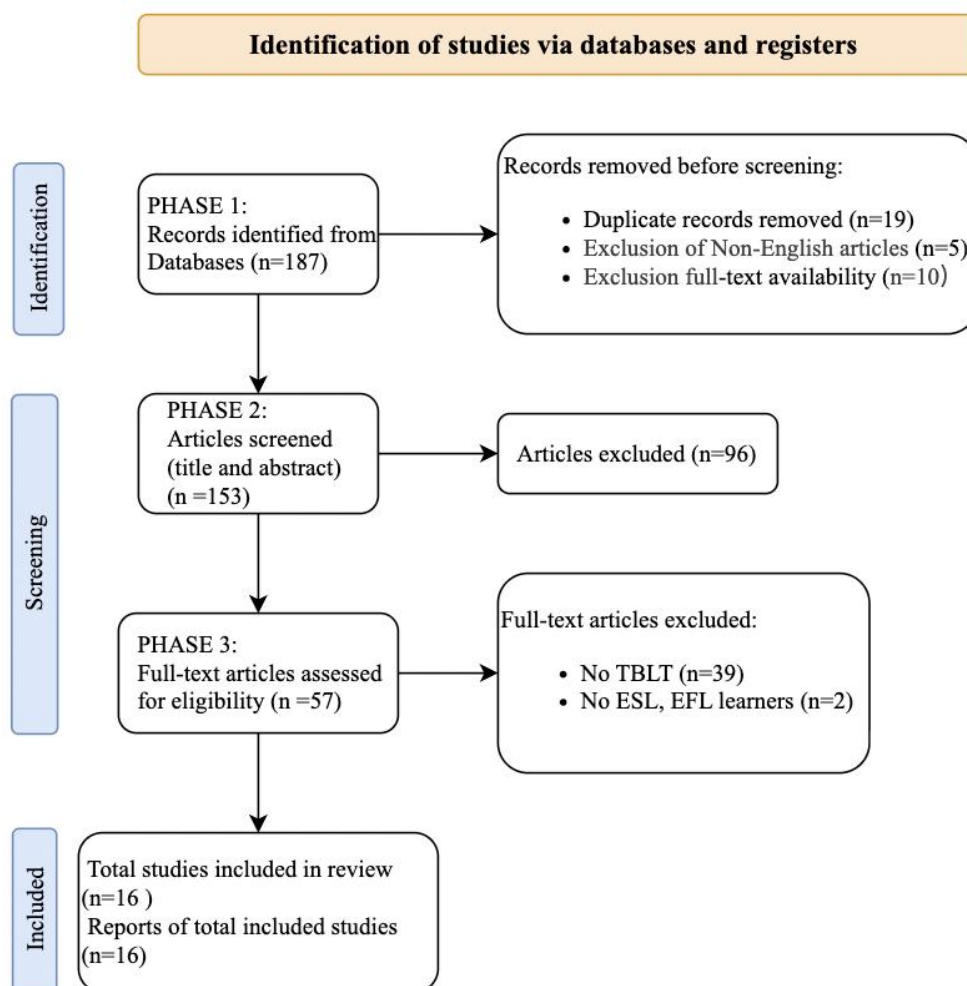 Identification of studies via databases and registers
Identification
PHASE 1:
Records identified from
Databases (n=187)
Records removed before screening:
• Duplicate records removed (n=19)
• Exclusion of Non-English articles (n=5)
• Exclusion full-text availability (n=10)
Screening
PHASE 2:
Articles screened
(title and abstract)
(n =153)
Articles excluded (n=96)
PHASE 3:
Full-text articles assessed
for eligibility (n =57)
Full-text articles excluded:
• No TBLT (n=39)
• No ESL, EFL learners (n=2)
Included
Total studies included in review
(n=16 )
Reports of total included studies
(n=16)